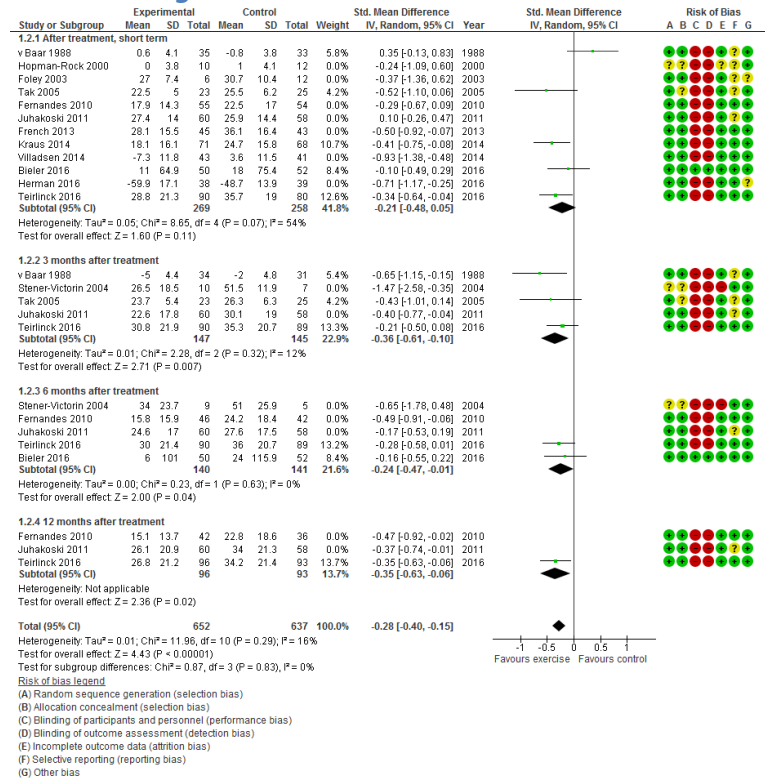 Experimental Control Std. Mean Difference Std. Mean Difference Risk of Bias
Study or Subgroup Mean SD Total Mean SD Total Weight IV, Random, 95% CI Year IV, Random, 95% CI A B C D E F G
1.2.1 After treatment, short term
v Baar 1988 0.6 4.1 35 -0.8 3.8 33 5.8% 0.35 [-0.13, 0.83] 1988
Hopman-Rock 2000 0 3.8 10 1 4.1 12 0.0% -0.24 [-1.09, 0.60] 2000
Foley 2003 27 7.4 6 30.7 10.4 12 0.0% -0.37 [-1.36, 0.62] 2003
Tak 2005 22.5 5 23 25.5 6.2 25 0.0% -0.52 [-1.10, 0.06] 2005
Fernandes 2010 17.9 14.3 55 22.5 17 54 0.0% -0.29 [-0.67, 0.09] 2010
Juhakoski 2011 27.4 14 60 25.9 14.4 58 0.0% 0.10 [-0.26, 0.47] 2011
French 2013 28.1 15.5 45 36.1 16.4 43 0.0% -0.50 [-0.92, -0.07] 2013
Kraus 2014 18.1 16.1 71 24.7 15.8 68 0.0% -0.41 [-0.75, -0.08] 2014
Villadsen 2014 -7.3 11.8 43 3.6 11.5 41 0.0% -0.93 [-1.38, -0.48] 2014
Bieler 2016 11 64.9 50 18 75.4 52 0.0% -0.10 [-0.49, 0.29] 2016
Herman 2016 -59.9 17.1 38 -48.7 13.9 39 0.0% -0.71 [-1.17, -0.25] 2016
Teirlinck 2016 28.8 21.3 90 35.7 19 80 0.0% -0.34 [-0.64, -0.04] 2016
Subtotal (95% CI) 269 258 41.8% -0.21 [-0.48, 0.05]
Heterogeneity: Tau² = 0.05; Chi² = 8.65, df = 4 (P = 0.07); I² = 54%
Test for overall effect: Z = 1.60 (P = 0.11)
1.2.2 3 months after treatment
v Baar 1988 -5 4.4 34 -2 4.8 31 5.4% -0.65 [-1.15, -0.15] 1988
Stener-Victorin 2004 26.5 18.5 10 51.5 11.9 7 0.0% -1.47 [-2.58, -0.35] 2004
Tak 2005 23.7 5.4 23 26.3 6.3 25 0.0% -0.43 [-1.01, 0.14] 2005
Juhakoski 2011 22.6 17.8 60 30.1 19 58 0.0% -0.40 [-0.77, -0.04] 2011
Teirlinck 2016 30.8 21.9 90 35.3 20.7 89 13.3% -0.21 [-0.50, 0.08] 2016
Subtotal (95% CI) 147 145 22.9% -0.36 [-0.61, -0.10]
Heterogeneity: Tau² = 0.01; Chi² = 2.28, df = 2 (P = 0.32); I² = 12%
Test for overall effect: Z = 2.71 (P = 0.007)
1.2.3 6 months after treatment
Stener-Victorin 2004 34 23.7 9 51 25.9 5 0.0% -0.65 [-1.78, 0.48] 2004
Fernandes 2010 15.8 15.9 46 24.2 18.4 42 0.0% -0.49 [-0.91, -0.06] 2010
Juhakoski 2011 24.6 17 60 27.6 17.5 58 0.0% -0.17 [-0.53, 0.19] 2011
Teirlinck 2016 30 21.4 90 36 20.7 89 13.2% -0.28 [-0.58, 0.01] 2016
Bieler 2016 6 101 50 24 115.9 52 8.4% -0.16 [-0.55, 0.22] 2016
Subtotal (95% CI) 140 141 21.6% -0.24 [-0.47, -0.01]
Heterogeneity: Tau² = 0.00; Chi² = 0.23, df = 1 (P = 0.63); I² = 0%
Test for overall effect: Z = 2.00 (P = 0.04)
1.2.4 12 months after treatment
Fernandes 2010 15.1 13.7 42 22.8 18.6 36 0.0% -0.47 [-0.92, -0.02] 2010
Juhakoski 2011 26.1 20.9 60 34 21.3 58 0.0% -0.37 [-0.74, -0.01] 2011
Teirlinck 2016 26.8 21.2 96 34.2 21.4 93 13.7% -0.35 [-0.63, -0.06] 2016
Subtotal (95% CI) 96 93 13.7% -0.35 [-0.63, -0.06]
Heterogeneity: Not applicable
Test for overall effect: Z = 2.36 (P = 0.02)
Total (95% CI) 652 637 100.0% -0.28 [-0.40, -0.15]
Heterogeneity: Tau² = 0.01; Chi² = 11.96, df = 10 (P = 0.29); I² = 16%
Test for overall effect: Z = 4.43 (P < 0.00001)
Test for subgroup differences: Chi² = 0.87, df = 3 (P = 0.83), I² = 0%
-1 -0.5 0 0.5 1
Favours exercise Favours control
Risk of bias legend
(A) Random sequence generation (selection bias)
(B) Allocation concealment (selection bias)
(C) Blinding of participants and personnel (performance bias)
(D) Blinding of outcome assessment (detection bias)
(E) Incomplete outcome data (attrition bias)
(F) Selective reporting (reporting bias)
(G) Other bias